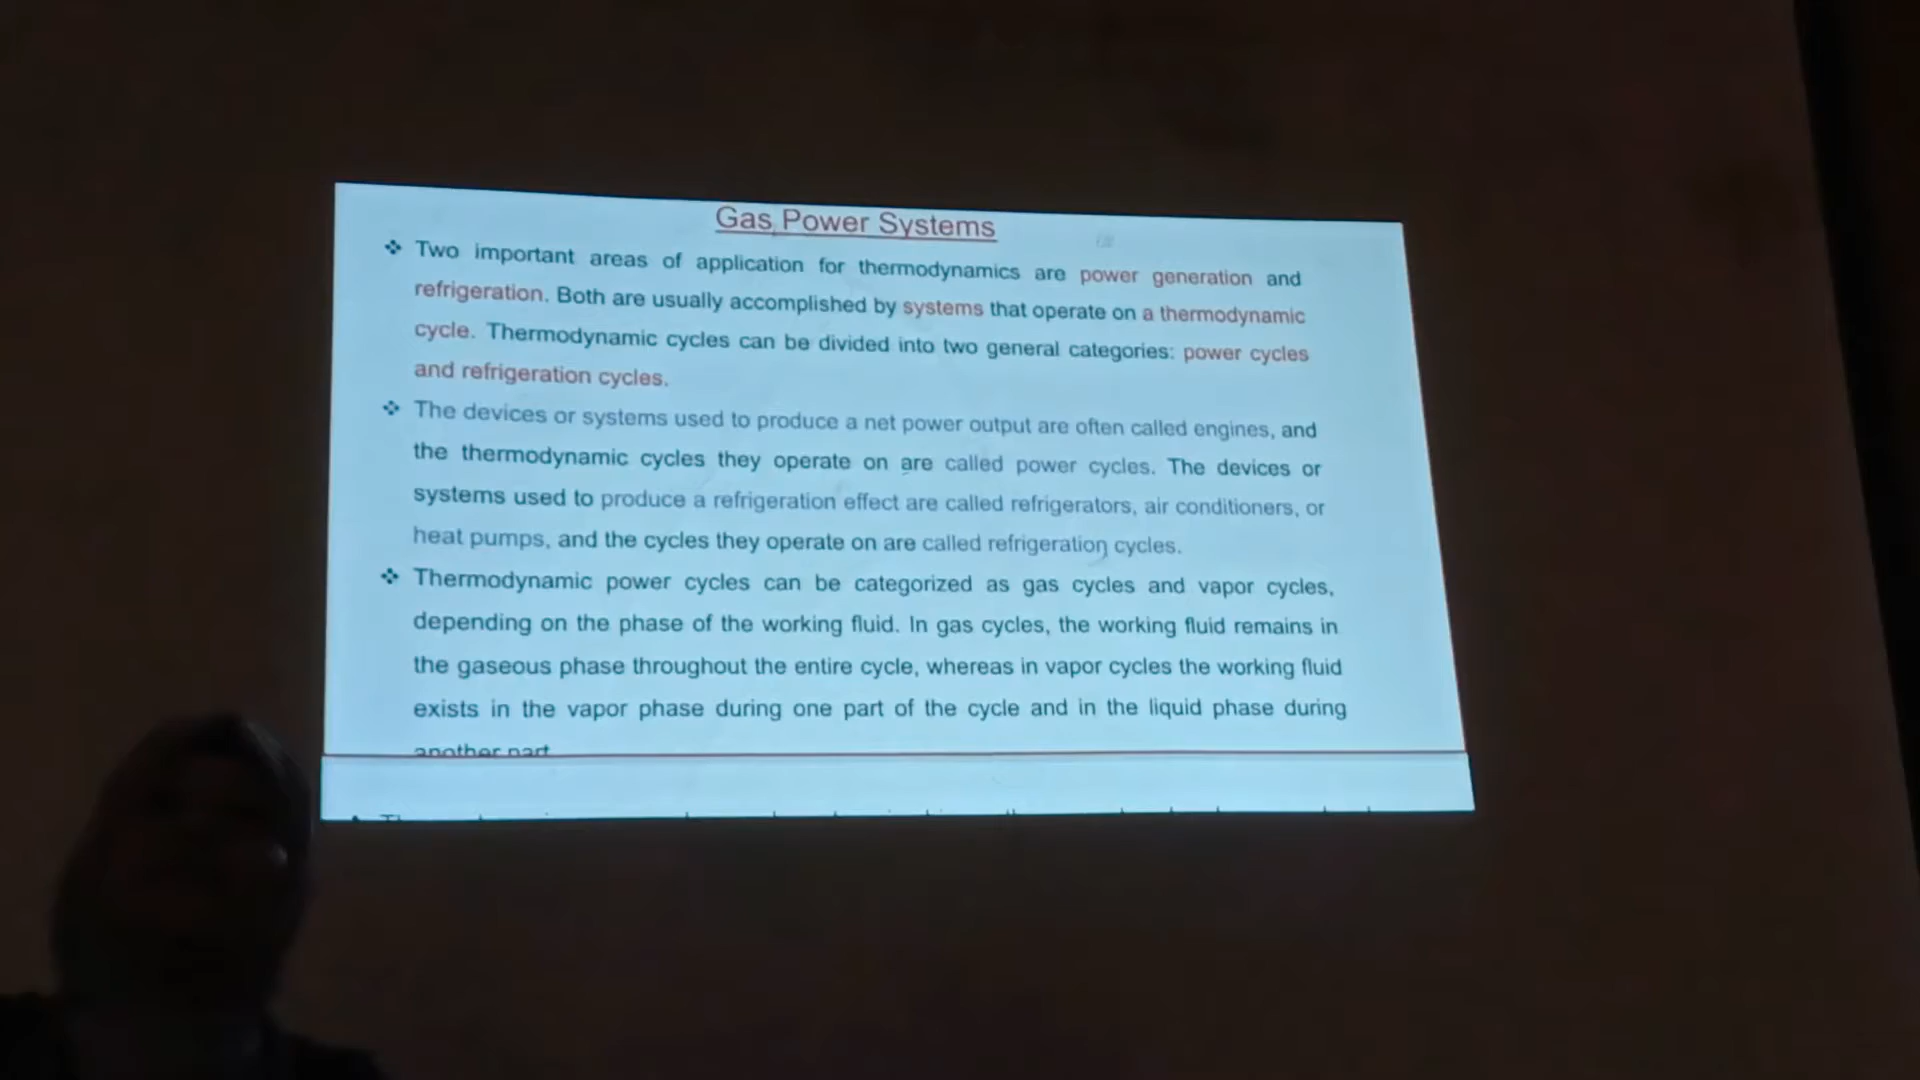 Gas Power Systems
❖ Two important areas of application for thermodynamics are power generation and
refrigeration. Both are usually accomplished by systems that operate on a thermodynamic
cycle. Thermodynamic cycles can be divided into two general categories: power cycles
and refrigeration cycles.
❖ The devices or systems used to produce a net power output are often called engines, and
the thermodynamic cycles they operate on are called power cycles. The devices or
systems used to produce a refrigeration effect are called refrigerators, air conditioners, or
heat pumps, and the cycles they operate on are called refrigeration cycles.
❖ Thermodynamic power cycles can be categorized as gas cycles and vapor cycles,
depending on the phase of the working fluid. In gas cycles, the working fluid remains in
the gaseous phase throughout the entire cycle, whereas in vapor cycles the working fluid
exists in the vapor phase during one part of the cycle and in the liquid phase during
another part